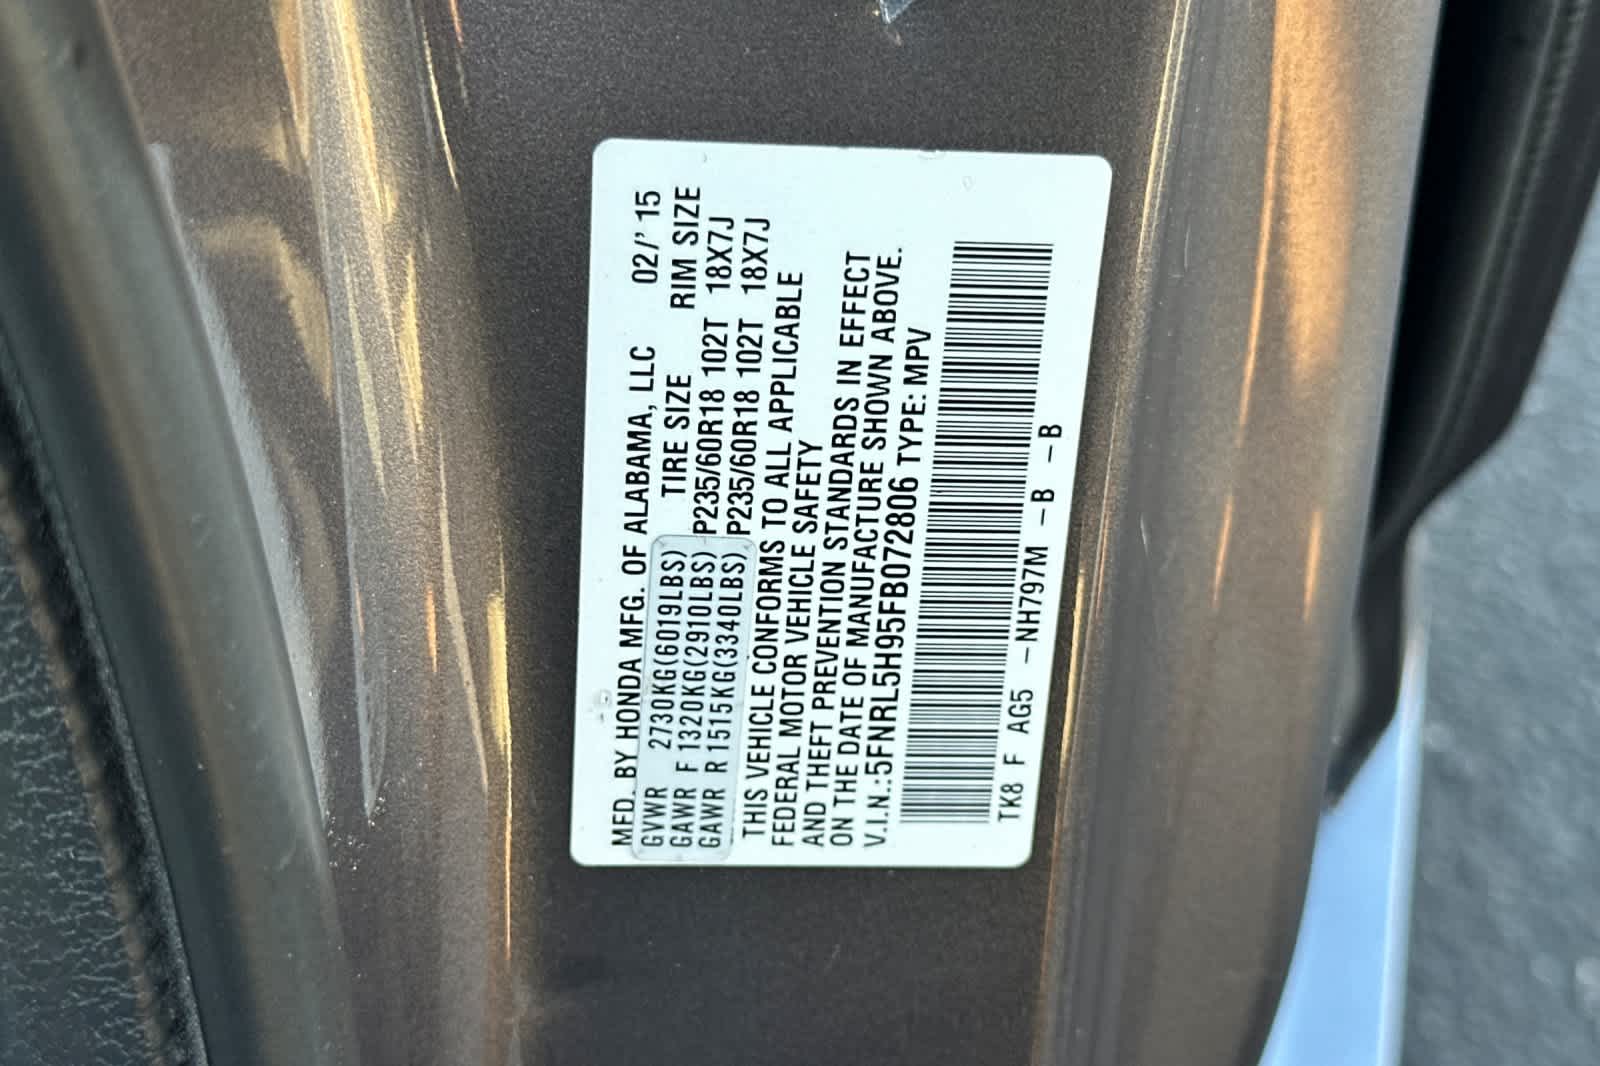 MFD. BY HONDA MFG. OF ALABAMA, LLC 02/' 15
GVWR 2730KG(6019LBS) TIRE SIZE RIM SIZE
GAWR F 1320KG(2910LBS) P235/60R18 102T 18X7J
GAWR R 1515KG(3340LBS) P235/60R18 102T 18X7J
THIS VEHICLE CONFORMS TO ALL APPLICABLE
FEDERAL MOTOR VEHICLE SAFETY
AND THEFT PREVENTION STANDARDS IN EFFECT
ON THE DATE OF MANUFACTURE SHOWN ABOVE.
V.I.N.:5FNRL5H95FB072806 TYPE: MPV
TK8 F AG5 -NH797M -B -B